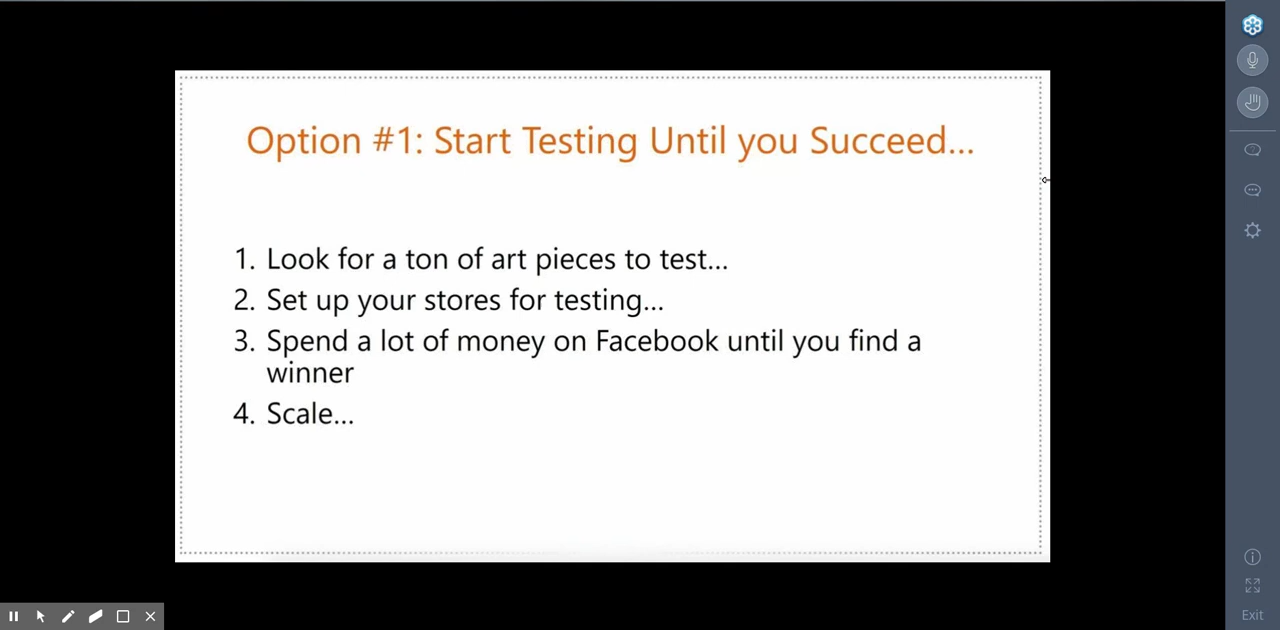 Option #1: Start Testing Until you Succeed...
1. Look for a ton of art pieces to test...
2. Set up your stores for testing...
3. Spend a lot of money on Facebook until you find a
winner
4. Scale...
Exit